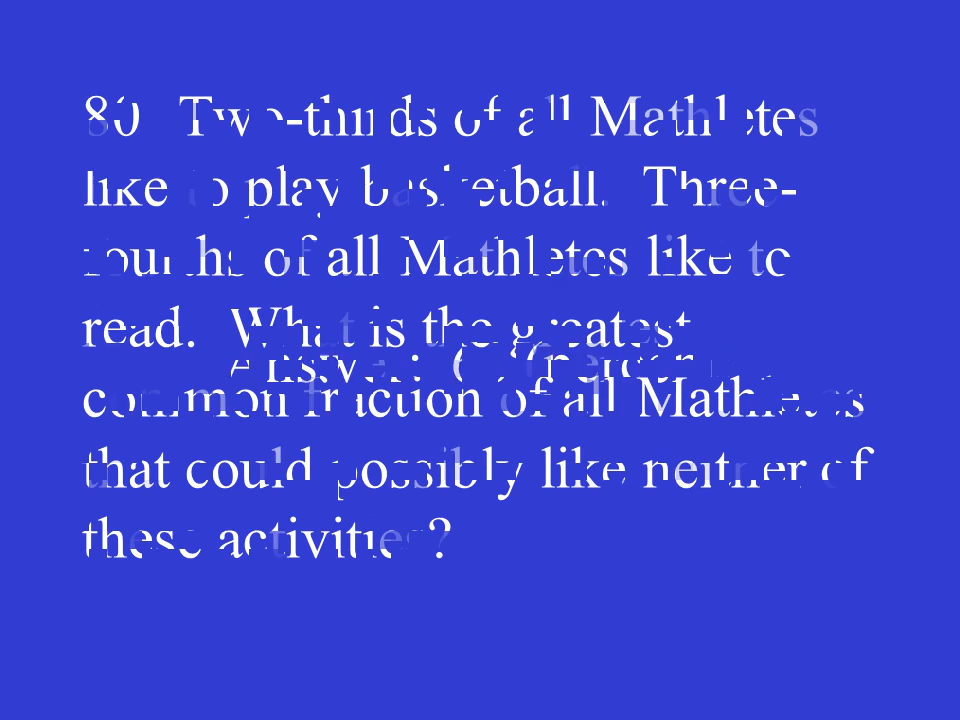 80. Two-thirds of all Mathletes
like to play basketball. Three-
fourths of all Mathletes like to
read. What is the greatest
Answer:
common fraction of all Mathletes
that could possibly like neither of
these activities?